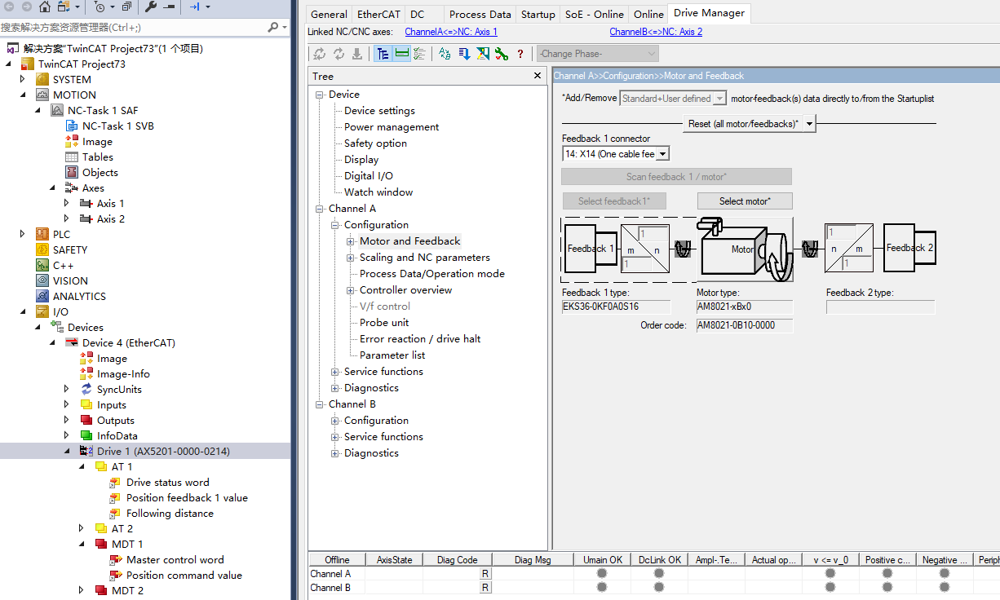 搜索解决方案资源管理器(Ctrl+;)
解决方案"TwinCAT Project73"(1 个项目)
TwinCAT Project73
SYSTEM
MOTION
NC-Task 1 SAF
NC-Task 1 SVB
Image
Tables
Objects
Axes
Axis 1
Axis 2
PLC
SAFETY
C++
VISION
ANALYTICS
I/O
Devices
Device 4 (EtherCAT)
Image
Image-Info
SyncUnits
Inputs
Outputs
InfoData
Drive 1 (AX5201-0000-0214)
AT 1
Drive status word
Position feedback 1 value
Following distance
AT 2
MDT 1
Master control word
Position command value
MDT 2
General EtherCAT DC Process Data Startup SoE - Online Online Drive Manager
Linked NC/CNC axes: ChannelA<=>NC: Axis 1 ChannelB<=>NC: Axis 2
-Change Phase-
Tree
Device
Device settings
Power management
Safety option
Display
Digital I/O
Watch window
Channel A
Configuration
Motor and Feedback
Scaling and NC parameters
Process Data/Operation mode
Controller overview
V/f control
Probe unit
Error reaction / drive halt
Parameter list
Service functions
Diagnostics
Channel B
Configuration
Service functions
Diagnostics
Channel A>>Configuration>>Motor and Feedback
*Add/Remove Standard+User defined motor-feedback(s) data directly to/from the Startuplist
Reset (all motor/feedbacks)*
Feedback 1 connector
14: X14 (One cable fee
Scan feedback 1 / motor*
Select feedback1* Select motor*
Feedback 1 1 m n 1 Motor 1 n m 1 Feedback 2
Feedback 1 type: Motor type: Feedback 2 type:
EKS36-0KF0A0S16 AM8021-xBx0
Order code: AM8021-0B10-0000
Offline AxisState Diag Code Diag Msg Umain OK DcLink OK Ampl-.Te... Actual op... v <= v_0 Positive c... Negative ... Periph
Channel A R
Channel B R